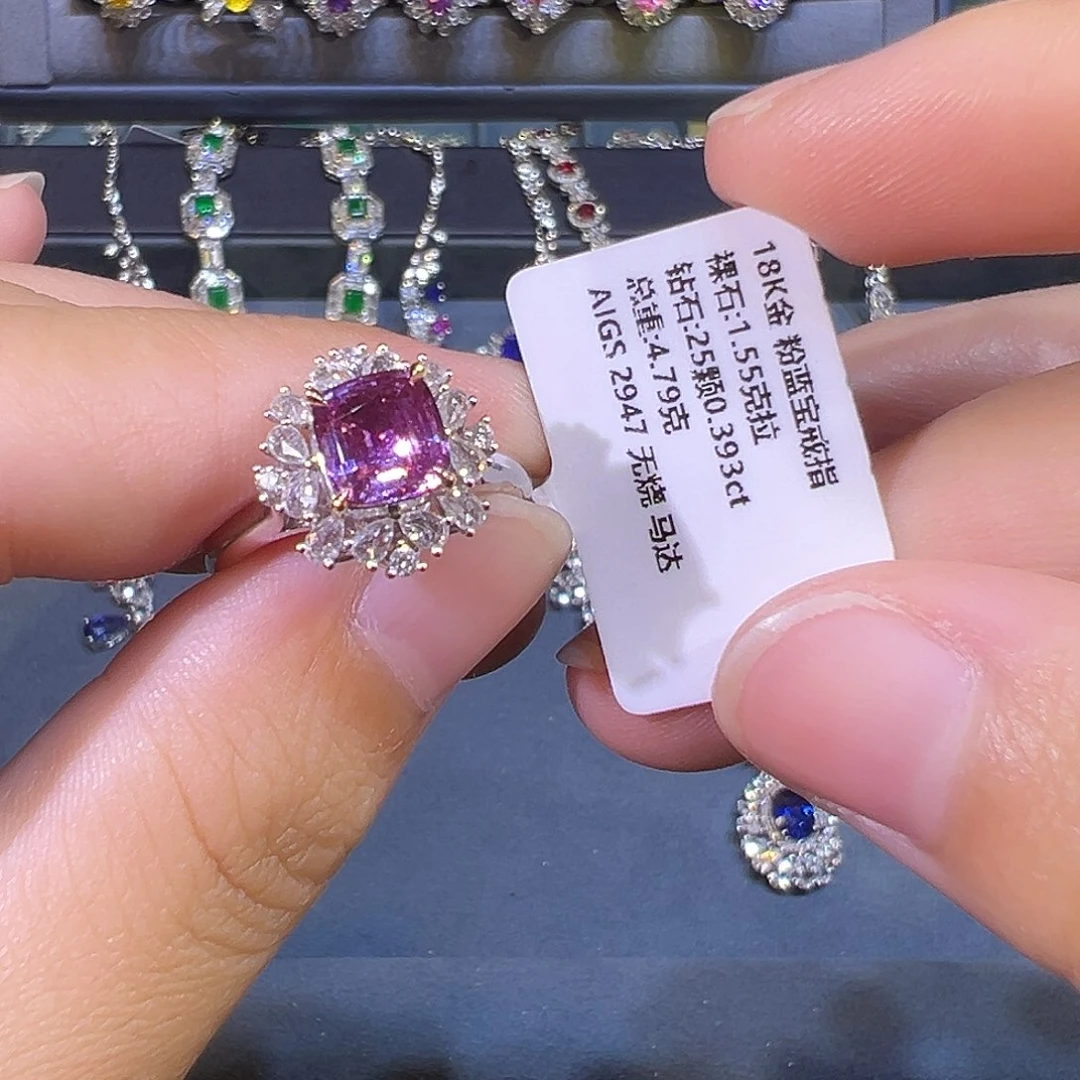 18K金 粉蓝宝戒指
裸石:1.55克拉
钻石:25颗0.393ct
总重:4.79克
AIGS 2947 无烧 马达